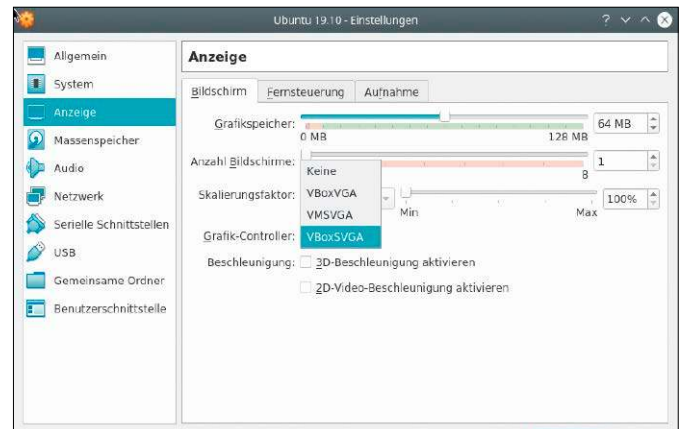 Ubuntu 19.10 - Einstellungen
Allgemein
System
Anzeige
Massenspeicher
Audio
Netzwerk
Serielle Schnittstellen
USB
Gemeinsame Ordner
Benutzerschnittstelle
Anzeige
Bildschirm Fernsteuerung Aufnahme
Grafikspeicher: 64 MB
0 MB 128 MB
Anzahl Bildschirme: 1
8
Skalierungsfaktor: 100%
Min Max
Grafik-Controller:
Keine
VBoxVGA
VMSVGA
VBoxSVGA
Beschleunigung: 3D-Beschleunigung aktivieren
2D-Video-Beschleunigung aktivieren